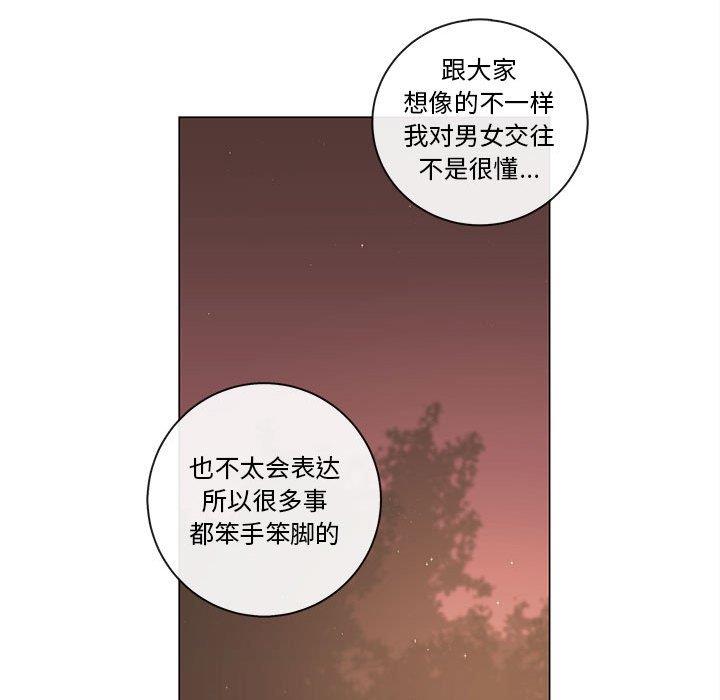 跟大家
想像的不一样
我对男女交往
不是很懂...
也不太会表达
所以很多事
都笨手笨脚的